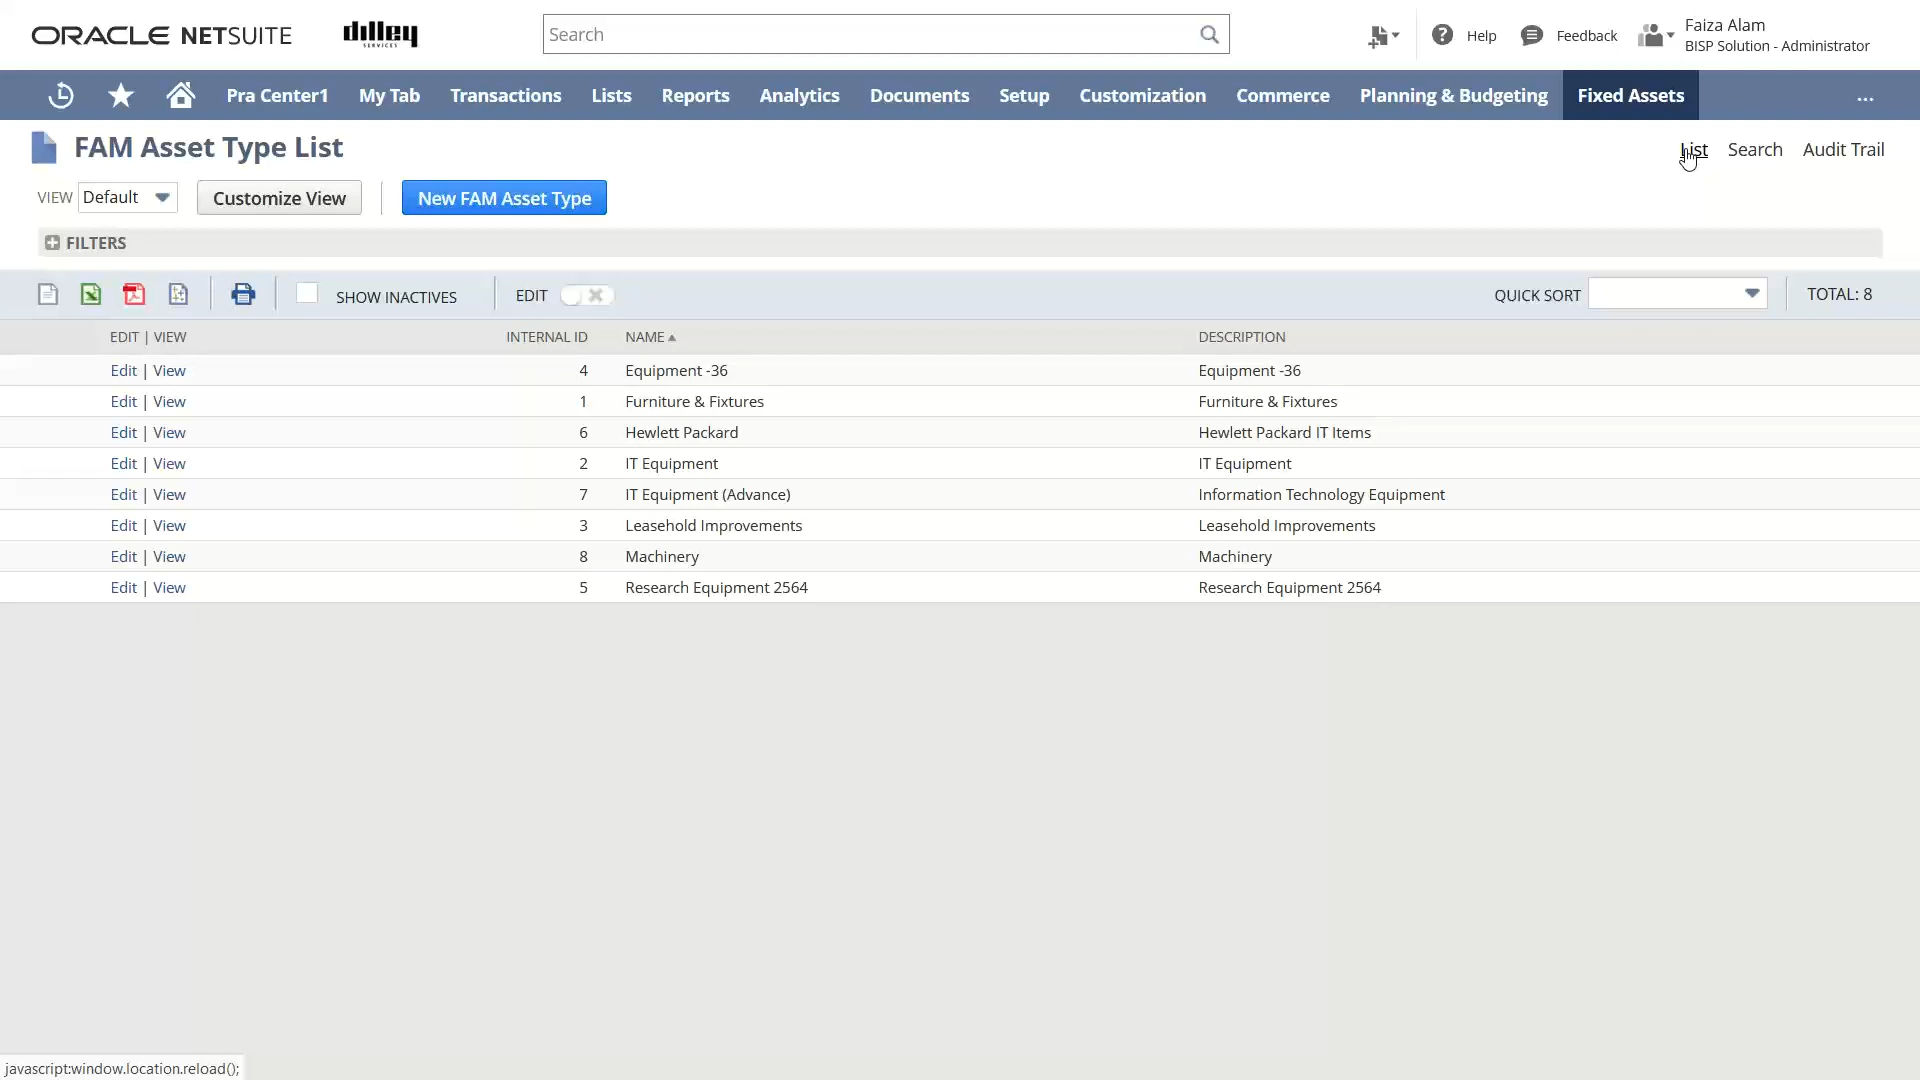 ORACLE NETSUITE
dilley
SERVICES
Search
Help
Feedback
Faiza Alam
BISP Solution - Administrator
Pra Center1 My Tab Transactions Lists Reports Analytics Documents Setup Customization Commerce Planning & Budgeting Fixed Assets ...
FAM Asset Type List
List Search Audit Trail
VIEW Default Customize View New FAM Asset Type
FILTERS
SHOW INACTIVES EDIT QUICK SORT TOTAL: 8
EDIT | VIEW INTERNAL ID NAME DESCRIPTION
Edit | View 4 Equipment -36 Equipment -36
Edit | View 1 Furniture & Fixtures Furniture & Fixtures
Edit | View 6 Hewlett Packard Hewlett Packard IT Items
Edit | View 2 IT Equipment IT Equipment
Edit | View 7 IT Equipment (Advance) Information Technology Equipment
Edit | View 3 Leasehold Improvements Leasehold Improvements
Edit | View 8 Machinery Machinery
Edit | View 5 Research Equipment 2564 Research Equipment 2564
javascript:window.location.reload();